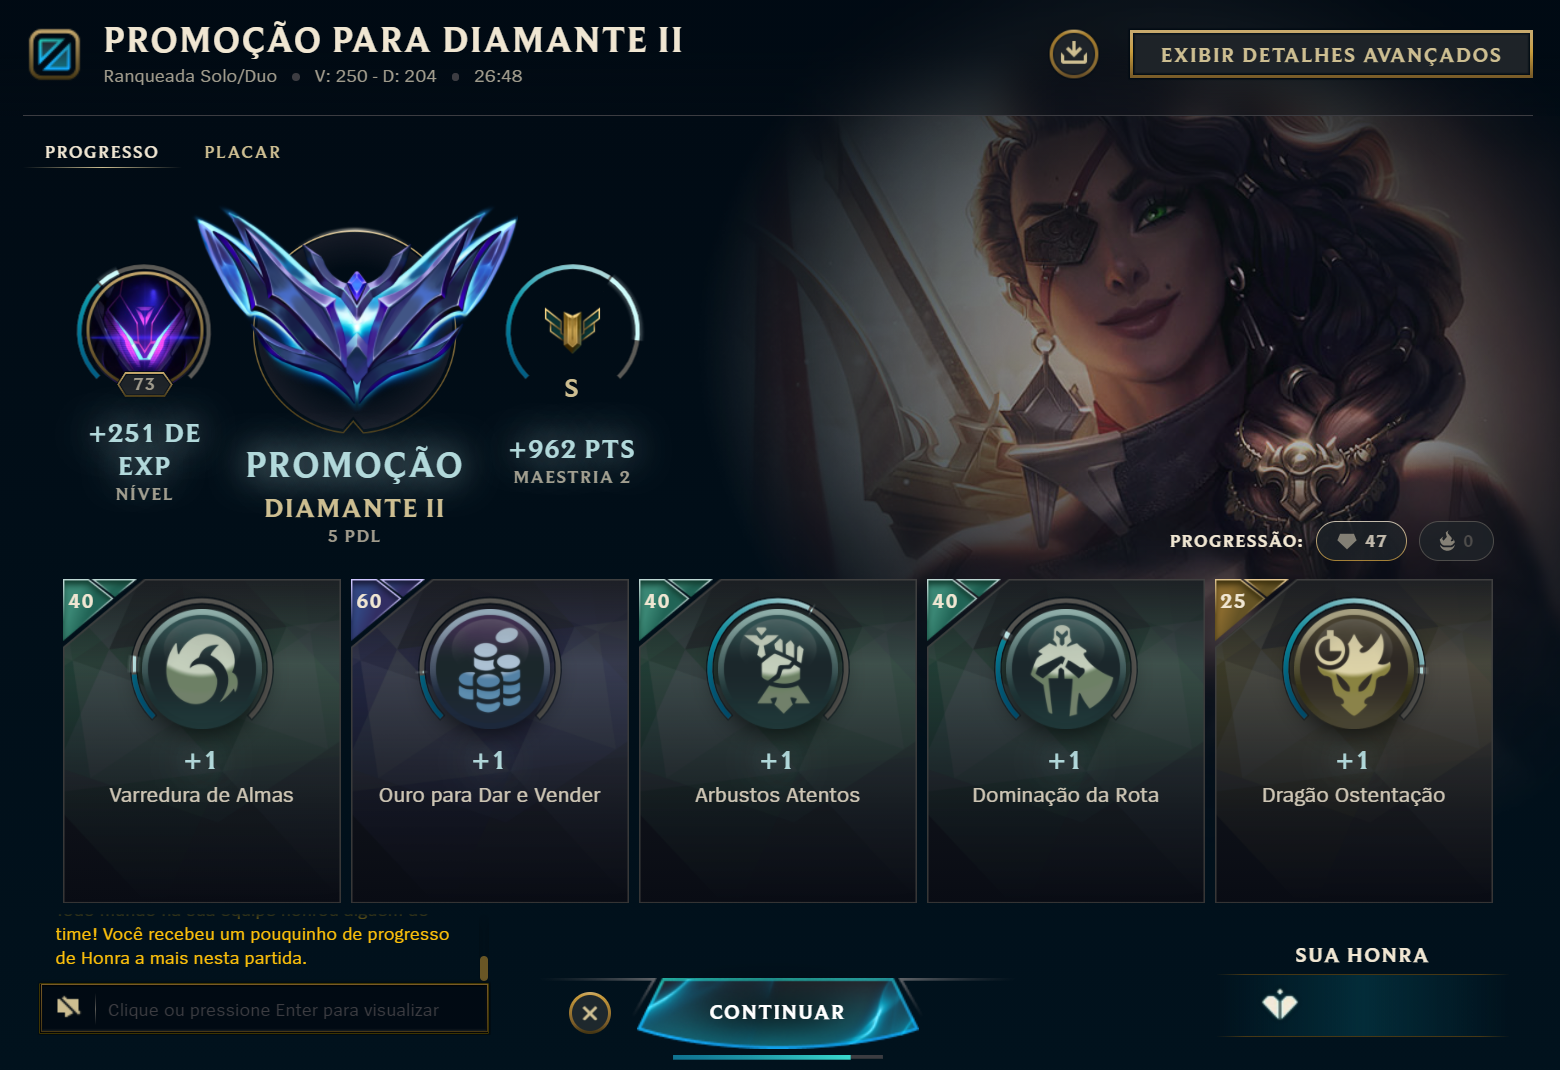 PROMOÇÃO PARA DIAMANTE II
Ranqueada Solo/Duo • V: 250 - D: 204 • 26:48
EXIBIR DETALHES AVANÇADOS
PROGRESSO
PLACAR
73
+251 DE
EXP
NÍVEL
PROMOÇÃO
DIAMANTE II
5 PDL
S
+962 PTS
MAESTRIA 2
PROGRESSÃO:
47
0
40
+1
Varredura de Almas
60
+1
Ouro para Dar e Vender
40
+1
Arbustos Atentos
40
+1
Dominação da Rota
25
+1
Dragão Ostentação
time! Você recebeu um pouquinho de progresso
de Honra a mais nesta partida.
Clique ou pressione Enter para visualizar
CONTINUAR
SUA HONRA